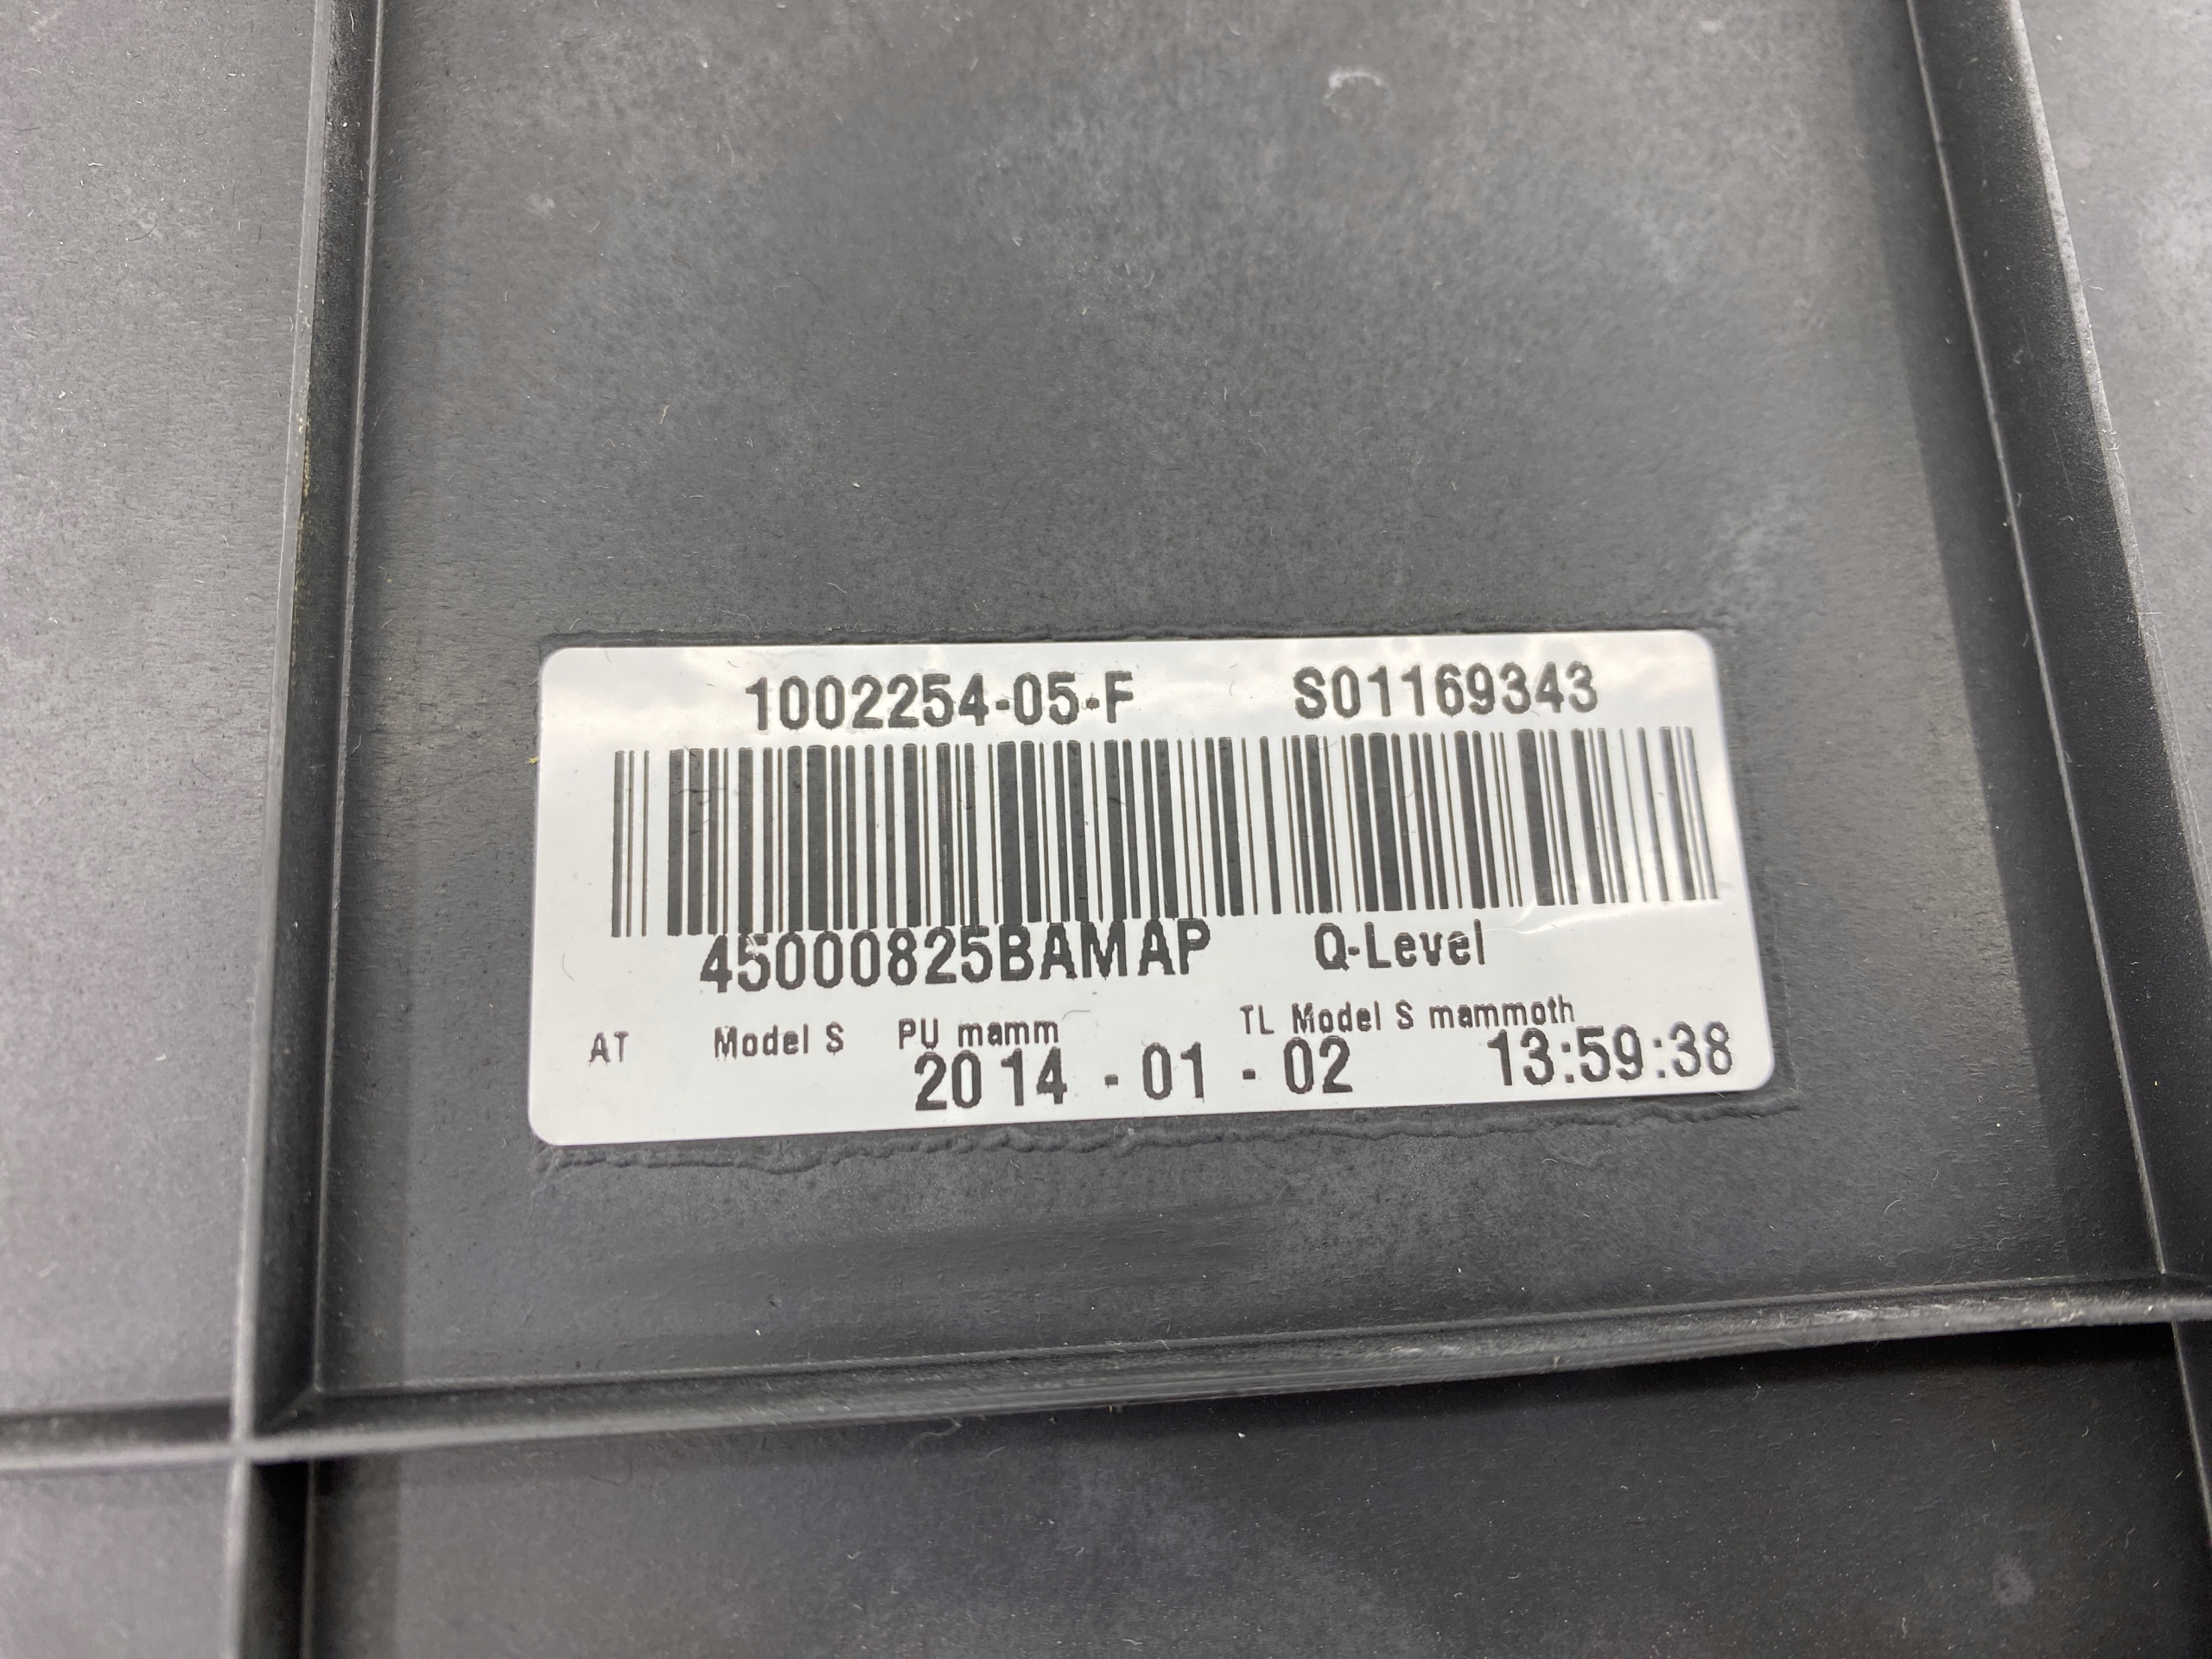 1002254-05-F S01169343
45000825BAMAP Q-Level
AT Model S PU mamm TL Model S mammoth
2014-01-02 13:59:38